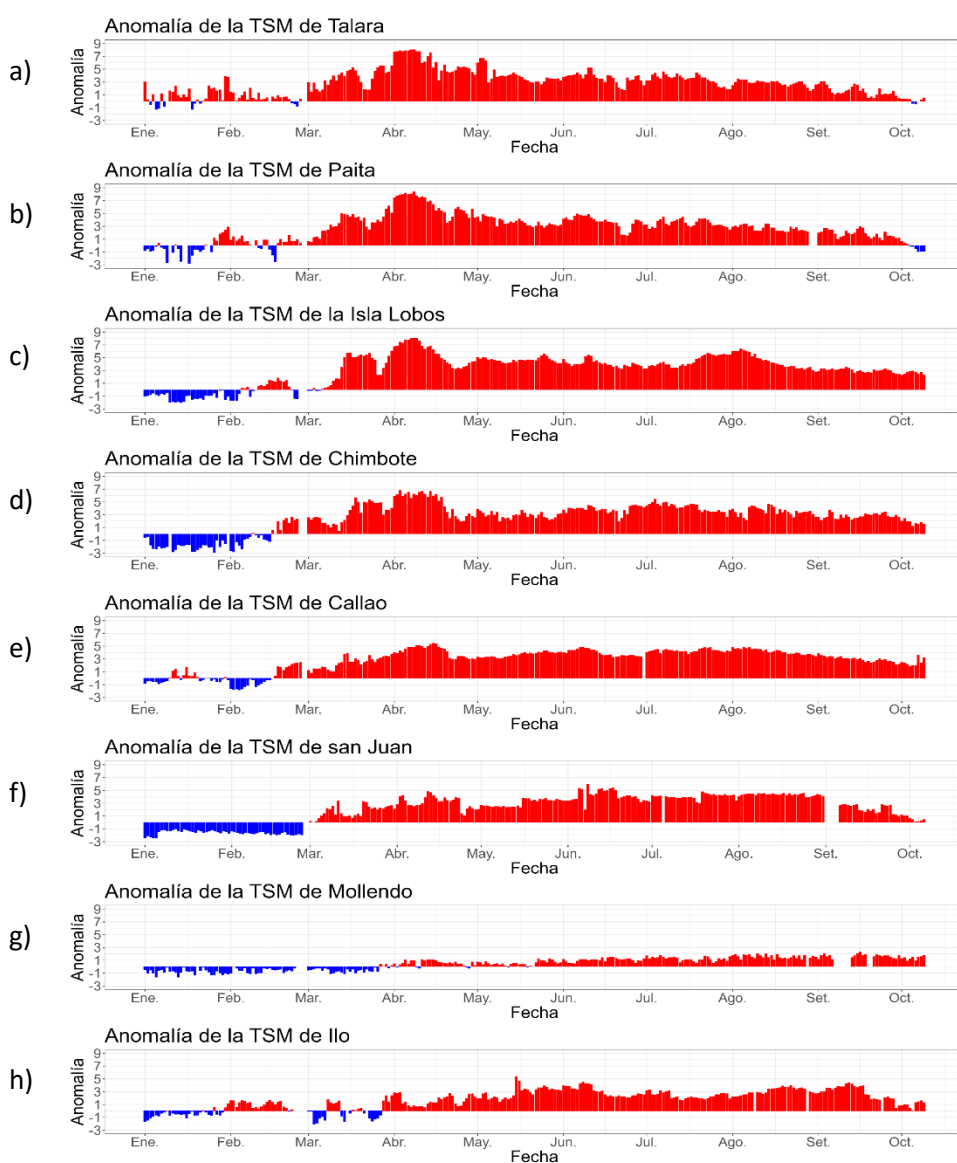 Anomalía de la TSM de Talara
a)
Anomalía
9
7
5
3
1
-1
-3
Ene. Feb. Mar. Abr. May. Jun. Jul. Ago. Set. Oct.
Fecha
Anomalía de la TSM de Paita
b)
Anomalía
9
7
5
3
1
-1
-3
Ene. Feb. Mar. Abr. May. Jun. Jul. Ago. Set. Oct.
Fecha
Anomalía de la TSM de la Isla Lobos
c)
Anomalía
9
7
5
3
1
-1
-3
Ene. Feb. Mar. Abr. May. Jun. Jul. Ago. Set. Oct.
Fecha
Anomalía de la TSM de Chimbote
d)
Anomalía
9
7
5
3
1
-1
-3
Ene. Feb. Mar. Abr. May. Jun. Jul. Ago. Set. Oct.
Fecha
Anomalía de la TSM de Callao
e)
Anomalía
9
7
5
3
1
-1
-3
Ene. Feb. Mar. Abr. May. Jun. Jul. Ago. Set. Oct.
Fecha
Anomalía de la TSM de san Juan
f)
Anomalía
9
7
5
3
1
-1
-3
Ene. Feb. Mar. Abr. May. Jun. Jul. Ago. Set. Oct.
Fecha
Anomalía de la TSM de Mollendo
g)
Anomalía
9
7
5
3
1
-1
-3
Ene. Feb. Mar. Abr. May. Jun. Jul. Ago. Set. Oct.
Fecha
Anomalía de la TSM de Ilo
h)
Anomalía
9
7
5
3
1
-1
-3
Ene. Feb. Mar. Abr. May. Jun. Jul. Ago. Set. Oct.
Fecha